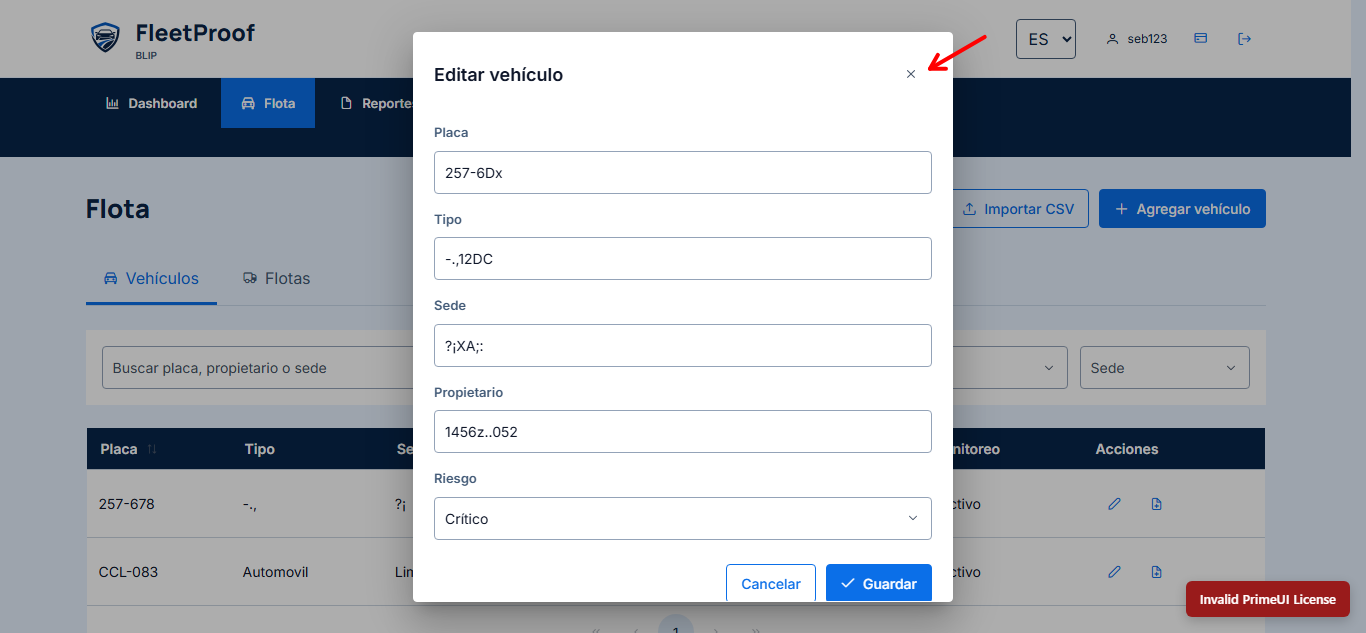 FleetProof
BLIP
ES
seb123
Dashboard
Flota
Reporte
Editar vehículo
Placa
257-6Dx
Tipo
-.,12DC
Sede
?¡XA;:
Propietario
1456z..052
Riesgo
Crítico
Cancelar
Guardar
Flota
Importar CSV
Agregar vehículo
Vehículos
Flotas
Buscar placa, propietario o sede
Sede
Placa Tipo Se nitoreo Acciones
257-678 -., ?¡ ctivo
CCL-083 Automovil Lim ctivo
Invalid PrimeUI License
« ‹ 1 › »